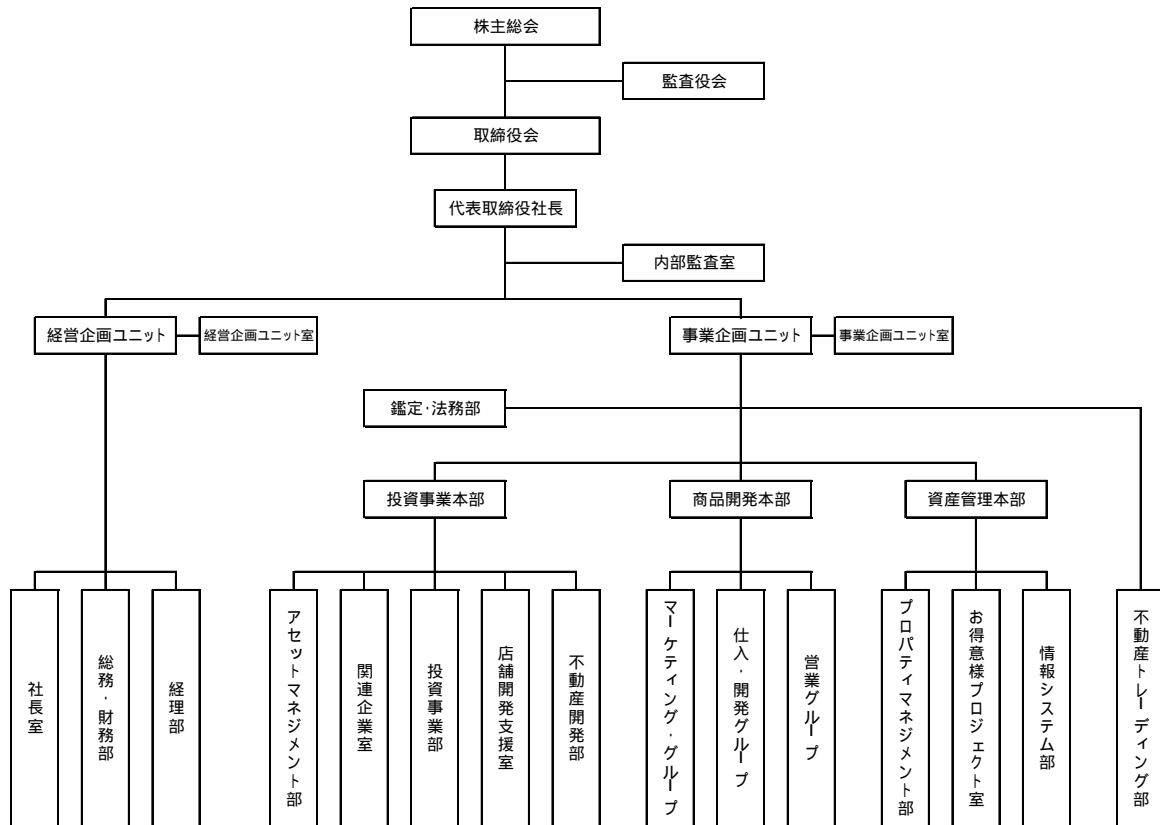 株主総会
監査役会
取締役会
代表取締役社長
内部監査室
経営企画ユニット
経営企画ユニット室
事業企画ユニット
事業企画ユニット室
鑑定・法務部
投資事業本部
商品開発本部
資産管理本部
社長室
総務・財務部
経理部
アセットマネジメント部
関連企業室
投資事業部
店舗開発支援室
不動産開発部
マーケティング・グループ
仕入・開発グループ
営業グループ
プロパティマネジメント部
お得意様プロジェクト室
情報システム部
不動産トレーディング部